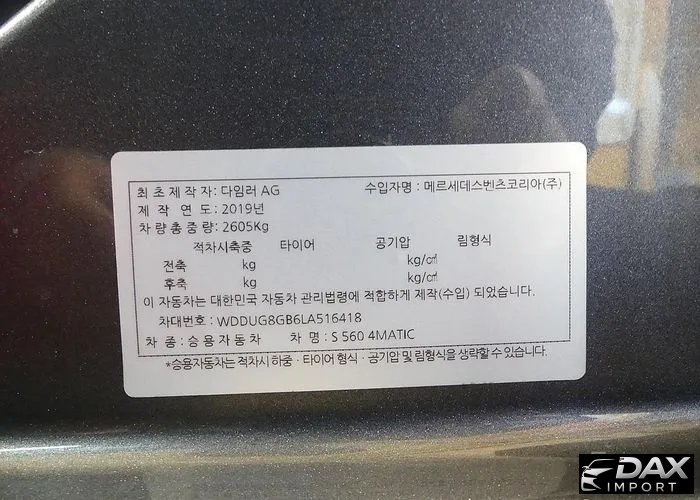 최초제작자: 다임러 AG 수입자명 : 메르세데스벤츠코리아(주)
제 작 연 도 : 2019년
차량총중량: 2605Kg
적차시축중 타이어 공기압 림형식
전축 kg kg/㎠
후축 kg kg/㎠
이 자동차는 대한민국 자동차 관리법령에 적합하게 제작(수입) 되었습니다.
차대번호 : WDDUG8GB6LA516418
차 종 : 승용자동차 차 명 : S 560 4MATIC
*승용자동차는 적차시 하중 · 타이어 형식 · 공기압 및 림형식을 생략할 수 있습니다.
DAX
IMPORT